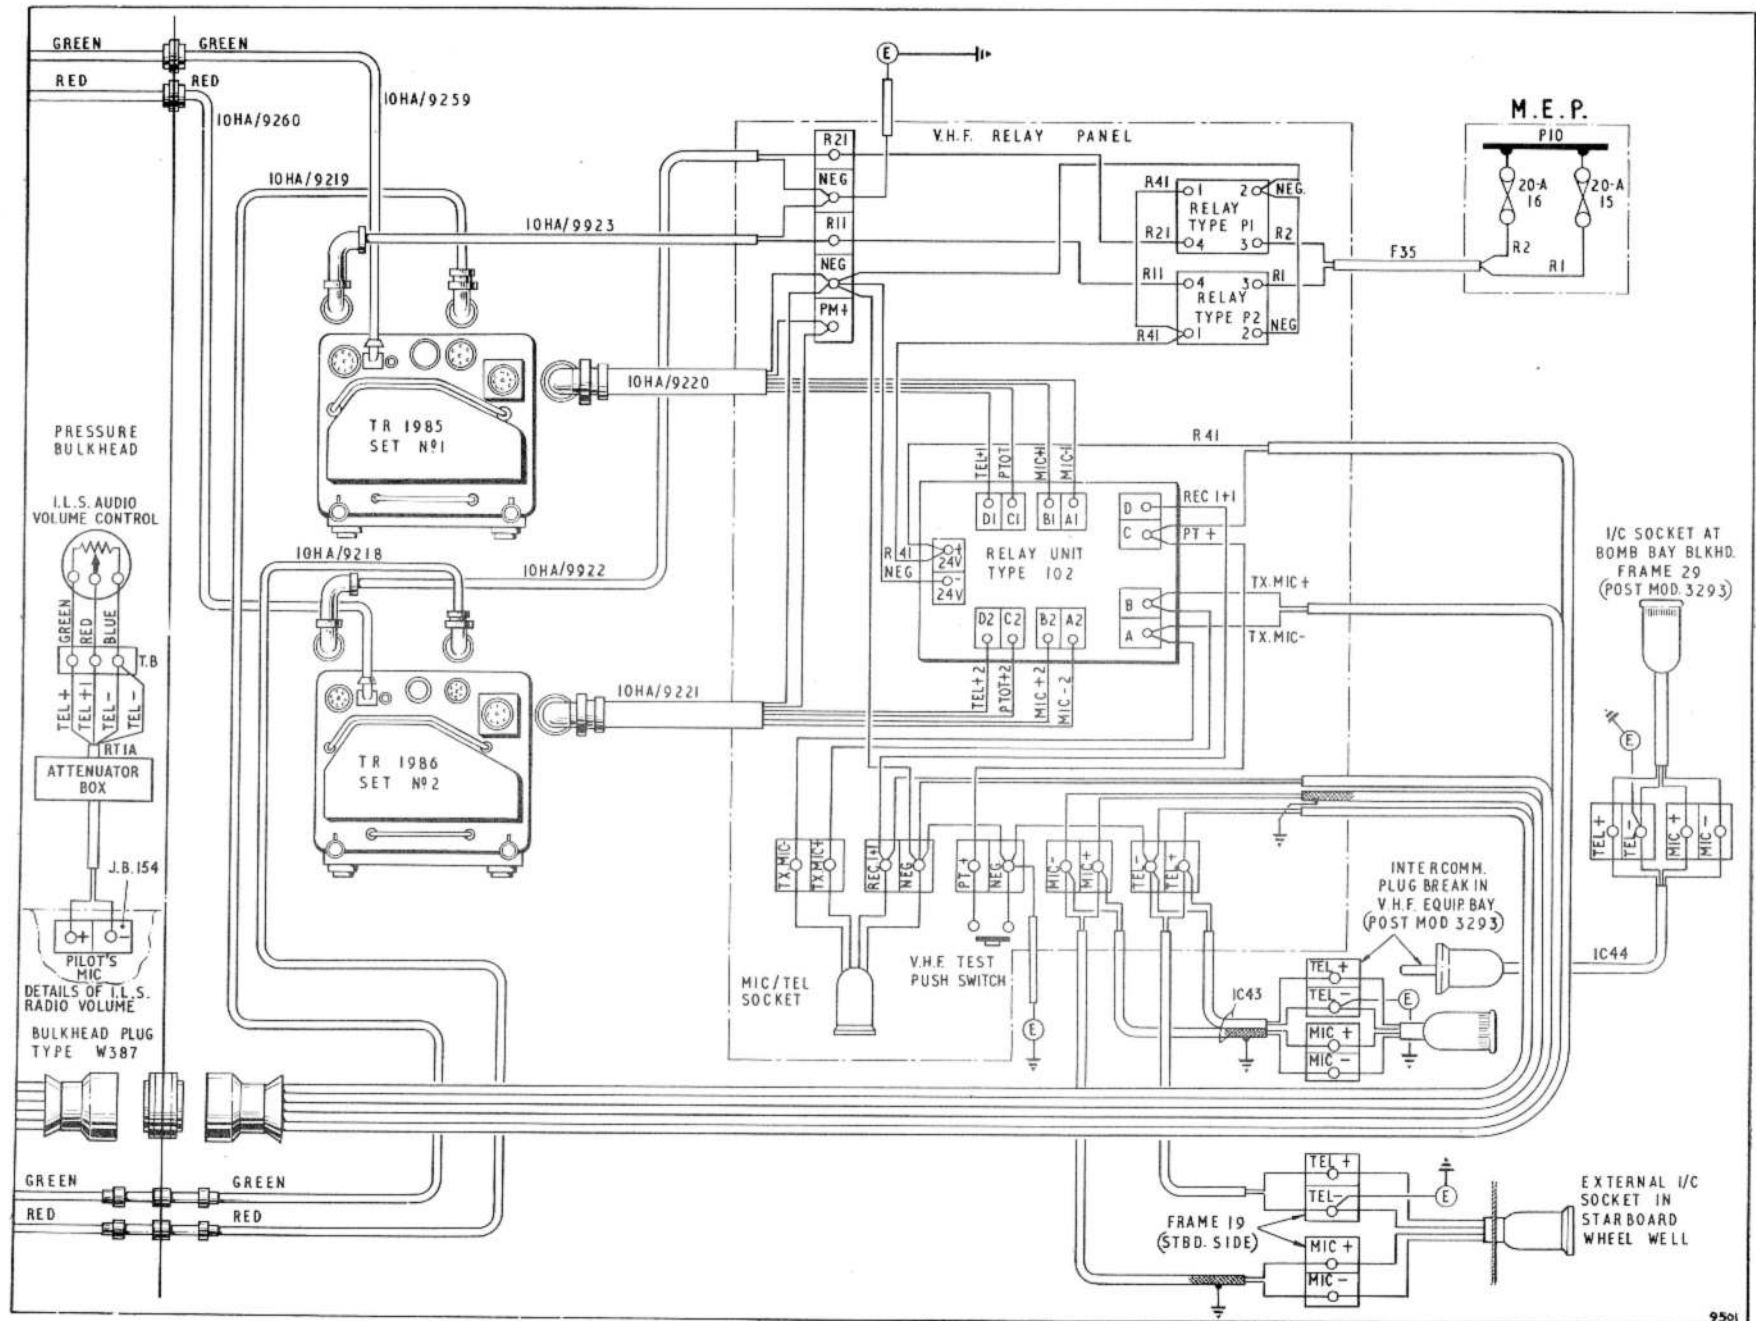 GREEN
GREEN
RED
RED
10HA/9259
10HA/9260
10HA/9219
10HA/9923
E
V.H.F. RELAY PANEL
R21
NEG
R11
NEG
PM+
R41
1
2
NEG.
RELAY
TYPE P1
R21
4
3
R2
R11
4
3
R1
RELAY
TYPE P2
R41
1
2
NEG
M.E.P.
P10
20-A
16
20-A
15
R2
R1
F35
TR 1985
SET Nº1
10HA/9220
PRESSURE
BULKHEAD
I.L.S. AUDIO
VOLUME CONTROL
GREEN
RED
BLUE
T.B
TEL+
TEL+1
TEL-
TEL-
RT1A
ATTENUATOR
BOX
J.B.154
+
-
PILOT'S
MIC
DETAILS OF I.L.S.
RADIO VOLUME
BULKHEAD PLUG
TYPE W387
10HA/9218
10HA/9922
TR 1986
SET Nº2
10HA/9221
R41
TEL+1
PTOT
MIC+1
MIC-1
D1
C1
B1
A1
D
REC 1+1
C
PT +
RELAY UNIT
TYPE 102
R41
+
24V
NEG
-
24V
B
TX.MIC+
A
TX.MIC-
D2
C2
B2
A2
TEL+2
PTOT+2
MIC+2
MIC-2
I/C SOCKET AT
BOMB BAY BLKHD.
FRAME 29
(POST MOD. 3293)
E
TEL+
TEL-
MIC+
MIC-
TX.MIC-
TX.MIC+
REC.1+1
NEG
PT+
NEG
MIC-
MIC+
TEL-
TEL+
MIC/TEL
SOCKET
V.H.F. TEST
PUSH SWITCH
E
INTERCOMM.
PLUG BREAK IN
V.H.F. EQUIP. BAY
(POST MOD 3293)
IC44
IC43
TEL +
TEL -
E
MIC +
MIC -
GREEN
GREEN
RED
RED
TEL +
TEL-
E
FRAME 19
(STBD. SIDE)
MIC +
MIC -
EXTERNAL I/C
SOCKET IN
STARBOARD
WHEEL WELL
9501